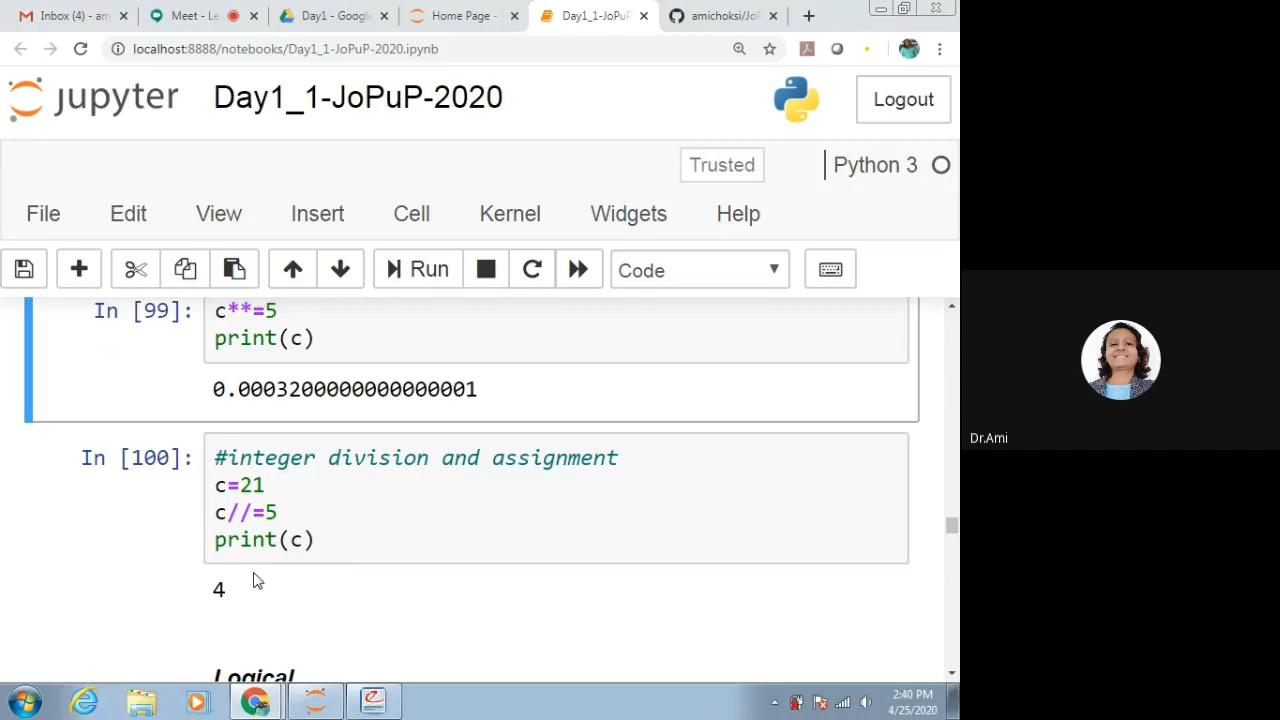 Inbox (4) - am
Meet - Le
Day1 - Google
Home Page -
Day1_1-JoPuP
amichoksi/JoP
localhost:8888/notebooks/Day1_1-JoPuP-2020.ipynb
jupyter
Day1_1-JoPuP-2020
Logout
Trusted
Python 3
File
Edit
View
Insert
Cell
Kernel
Widgets
Help
Run
Code
In [99]:
c**=5
print(c)
0.0003200000000000001
In [100]:
#integer division and assignment
c=21
c//=5
print(c)
4
Logical
Dr.Ami
2:40 PM
4/25/2020